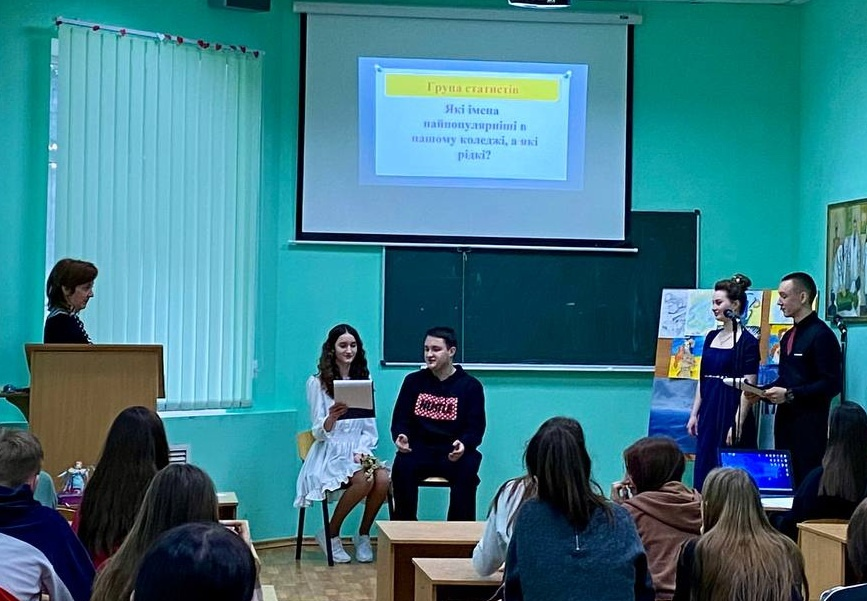 Група статистів
Які імена
найпопулярніші в
нашому коледжі, а які
рідкі?